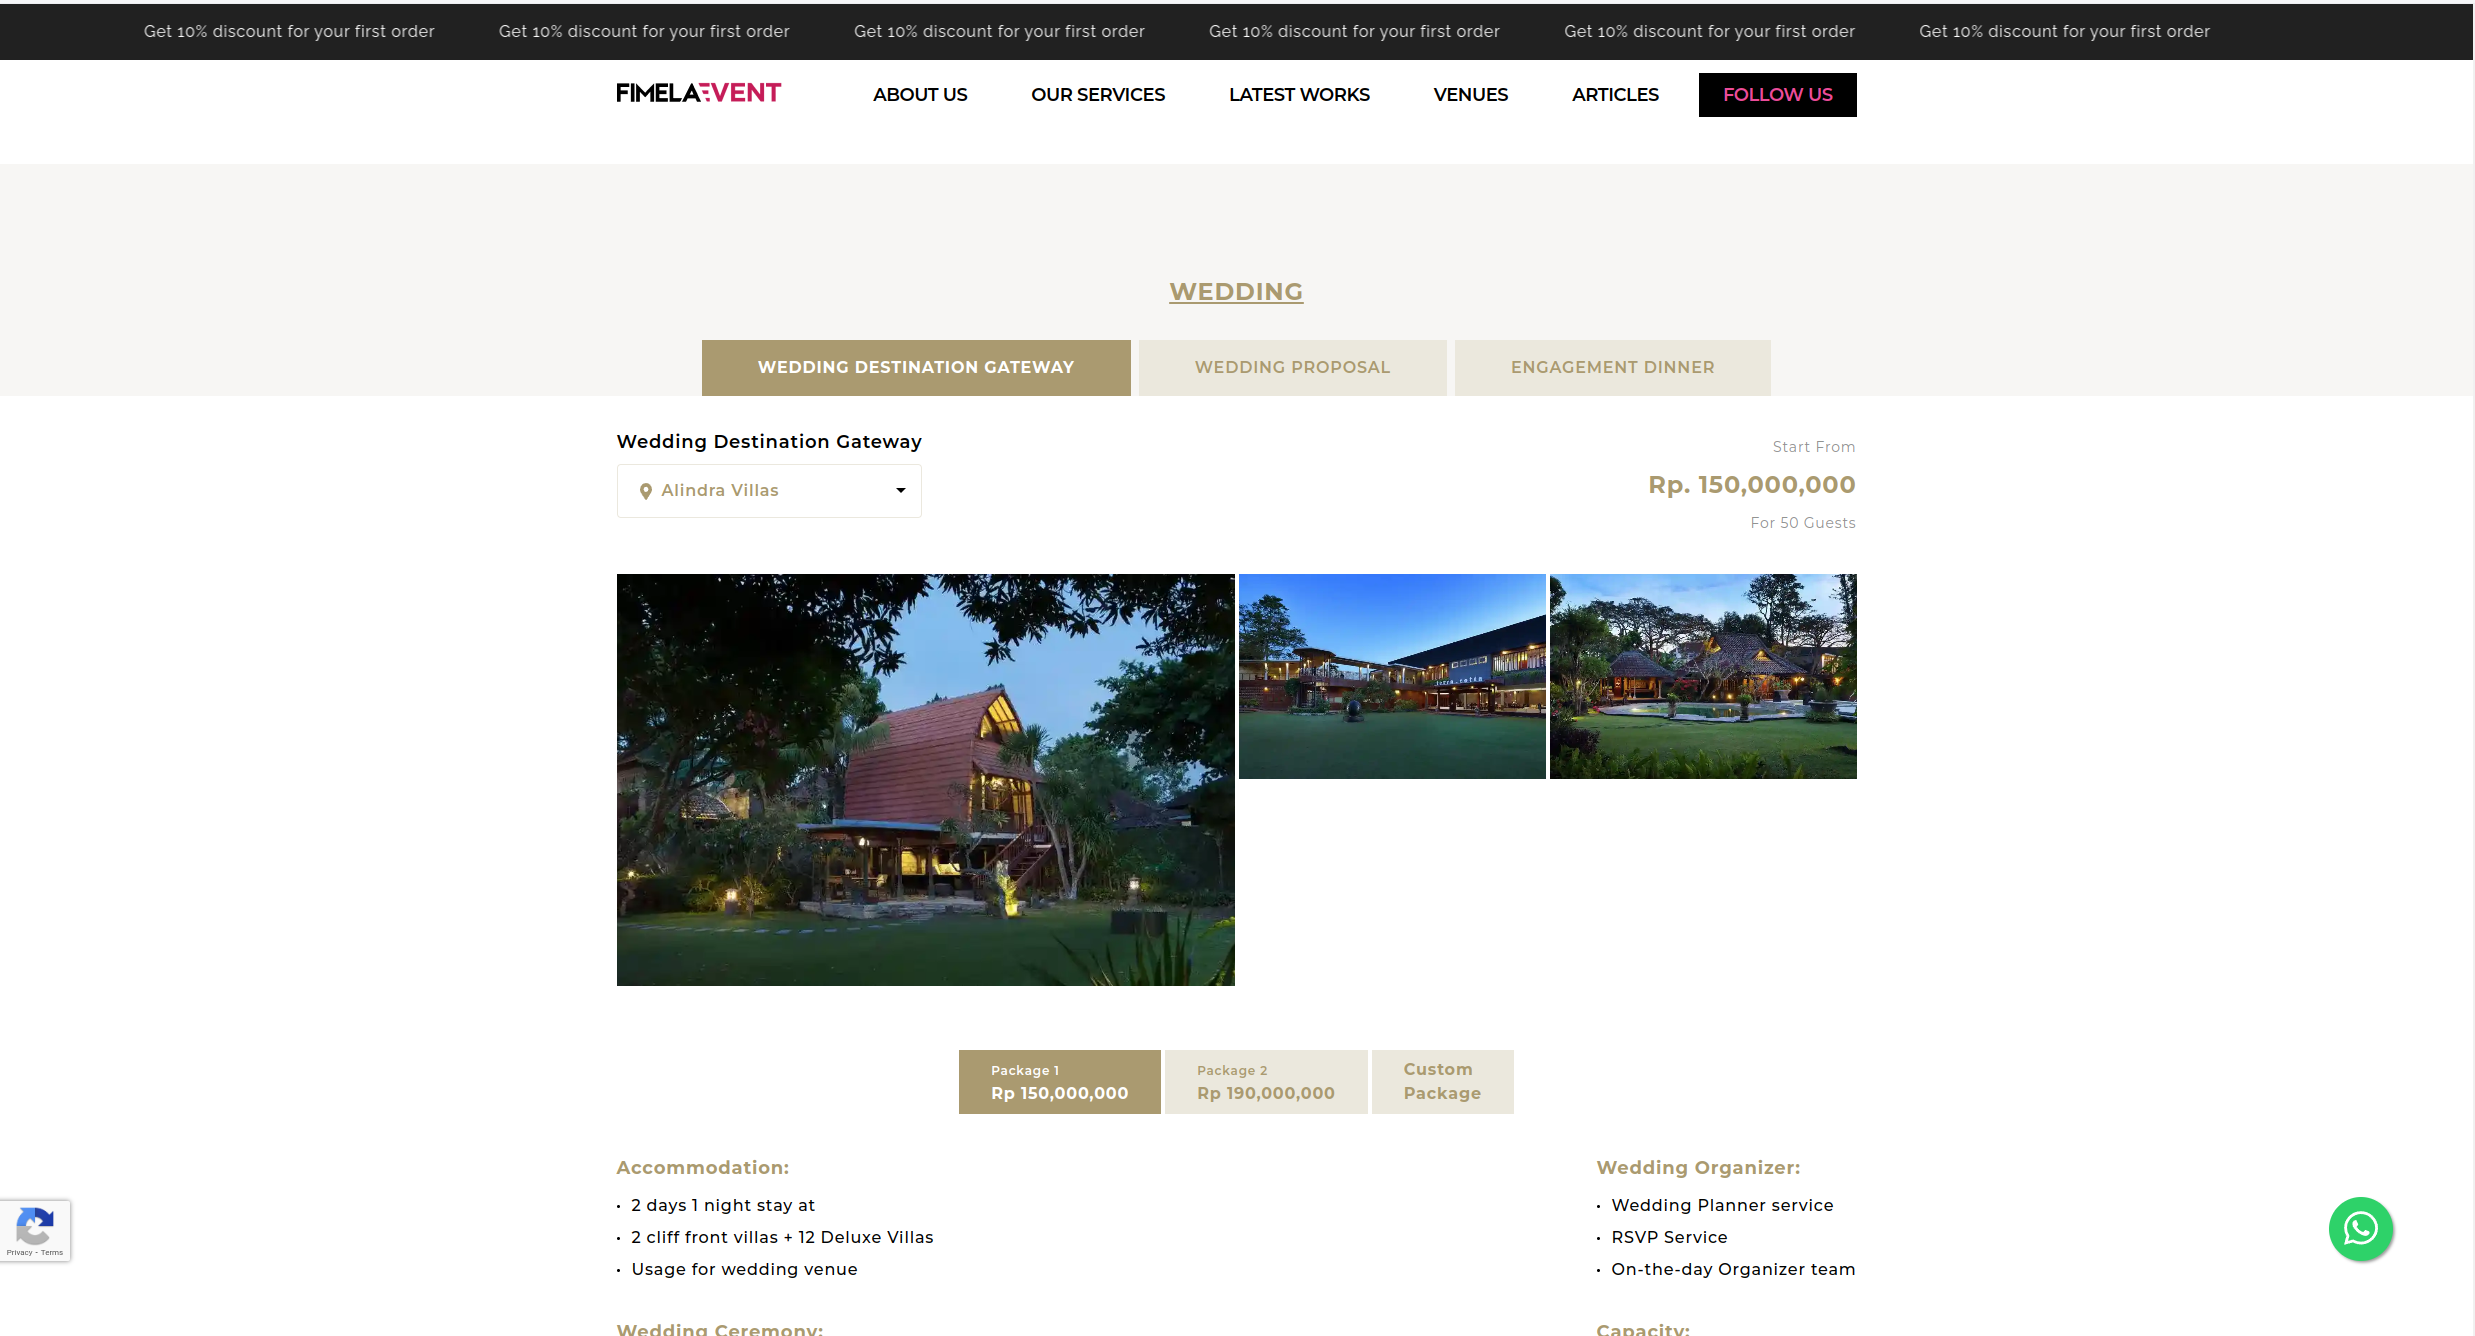 Get 10% discount for your first order Get 10% discount for your first order Get 10% discount for your first order Get 10% discount for your first order Get 10% discount for your first order Get 10% discount for your first order
FIMELA EVENT ABOUT US OUR SERVICES LATEST WORKS VENUES ARTICLES FOLLOW US
WEDDING
WEDDING DESTINATION GATEWAY WEDDING PROPOSAL ENGAGEMENT DINNER
Wedding Destination Gateway
Alindra Villas
Start From
Rp. 150,000,000
For 50 Guests
Package 1
Rp 150,000,000
Package 2
Rp 190,000,000
Custom
Package
Accommodation:
• 2 days 1 night stay at
• 2 cliff front villas + 12 Deluxe Villas
• Usage for wedding venue
Wedding Organizer:
• Wedding Planner service
• RSVP Service
• On-the-day Organizer team
Privacy - Terms
Wedding Ceremony:
Capacity: